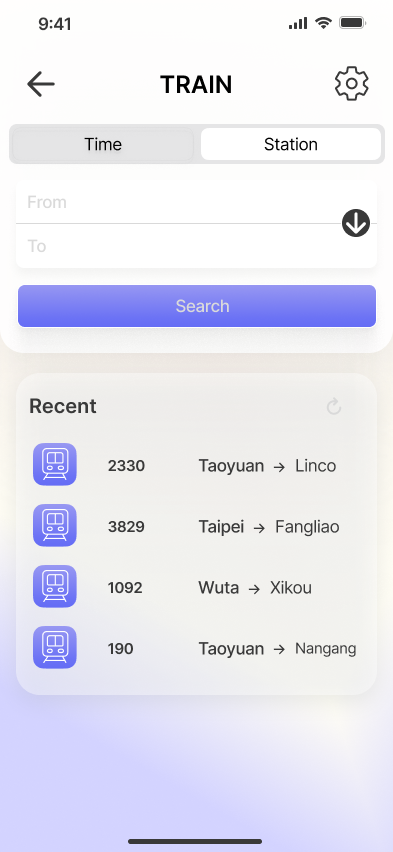 9:41
TRAIN
Time Station
From
To
Search
Recent
2330 Taoyuan → Linco
3829 Taipei → Fangliao
1092 Wuta → Xikou
190 Taoyuan → Nangang